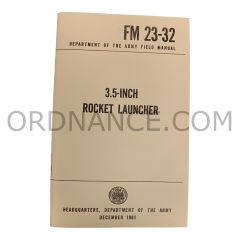 FM 23-32
DEPARTMENT OF THE ARMY FIELD MANUAL
3.5-INCH
ROCKET LAUNCHER
ORDNANCE.COM
HEADQUARTERS, DEPARTMENT OF THE ARMY
DECEMBER 1961